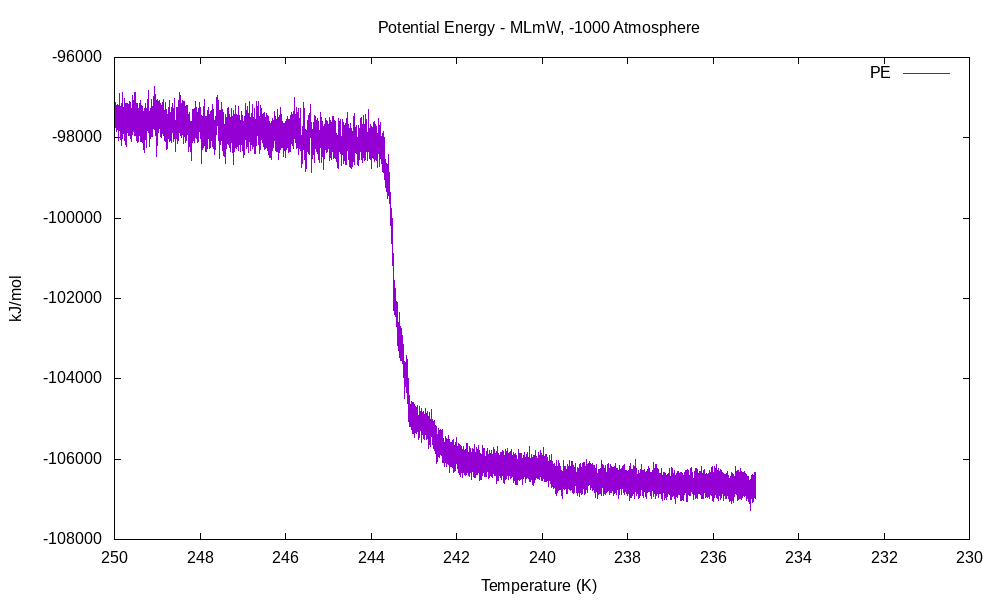 Potential Energy - MLmW, -1000 Atmosphere
PE
-96000
-98000
-100000
-102000
-104000
-106000
-108000
kJ/mol
250 248 246 244 242 240 238 236 234 232 230
Temperature (K)